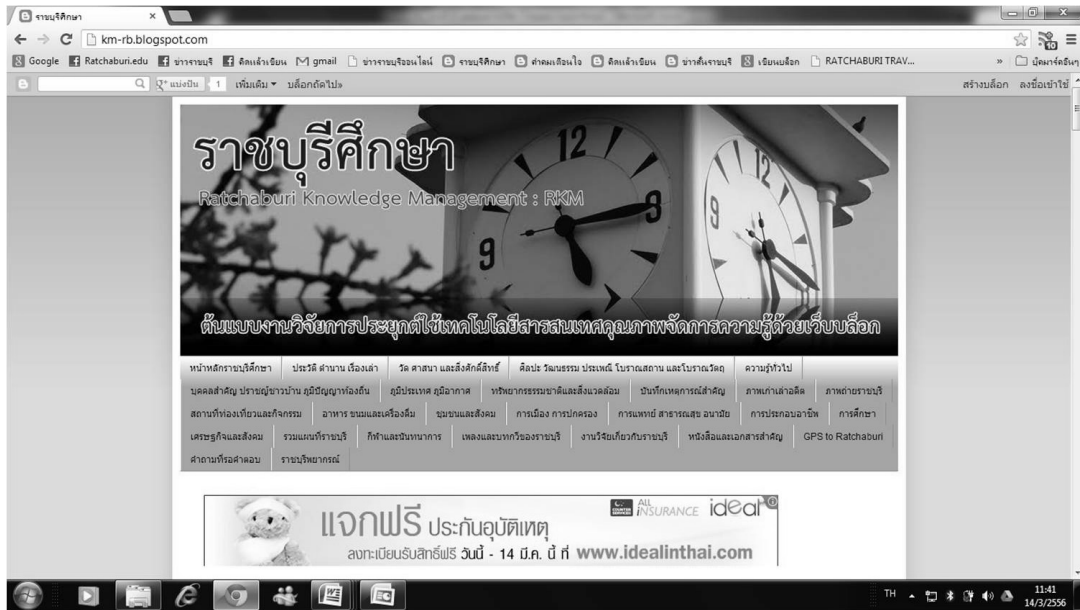 ราชบุรีศึกษา
km-rb.blogspot.com
Google Ratchaburi.edu ข่าวราชบุรี คิดแล้วเขียน gmail ข่าวราชบุรีออนไลน์ ราชบุรีศึกษา คิดแล้วเขียน ข่าวสั้นราชบุรี เขียนบล็อก RATCHABURI TRAV... » บุ๊คมาร์คอื่นๆ
แบ่งปัน 1 เพิ่มเติม บล็อกถัดไป» สร้างบล็อก ลงชื่อเข้าใช้
ราชบุรีศึกษา
Ratchaburi Knowledge Management : RKM
12
3
9
12
9
ต้นแบบงานวิจัยการประยุกต์ใช้เทคโนโลยีสารสนเทศคุณภาพจัดการความรู้ด้วยเว็บบล็อก
หน้าหลักราชบุรีศึกษา ประวัติ ตำนาน เรื่องเล่า วัด ศาสนา และสิ่งศักดิ์สิทธิ์ ศิลปะ วัฒนธรรม ประเพณี โบราณสถาน และโบราณวัตถุ ความรู้ทั่วไป
บุคคลสำคัญ ปราชญ์ชาวบ้าน ภูมิปัญญาท้องถิ่น ภูมิประเทศ ภูมิอากาศ ทรัพยากรธรรมชาติและสิ่งแวดล้อม บันทึกเหตุการณ์สำคัญ ภาพเก่าเล่าอดีต ภาพถ่ายราชบุรี
สถานที่ท่องเที่ยวและกิจกรรม อาหาร ขนมและเครื่องดื่ม ชุมชนและสังคม การเมือง การปกครอง การแพทย์ สาธารณสุข อนามัย การประกอบอาชีพ การศึกษา
เศรษฐกิจและสังคม รวมแผนที่ราชบุรี กีฬาและนันทนาการ เพลงและบทกวีของราชบุรี งานวิจัยเกี่ยวกับราชบุรี หนังสือและเอกสารสำคัญ GPS to Ratchaburi
คำถามที่รอคำตอบ ราชบุรีพยากรณ์
COUNTER SERVICES ALL iNSURANCE ideal
แจกฟรี ประกันอุบัติเหตุ
ลงทะเบียนรับสิทธิ์ฟรี วันนี้ - 14 มี.ค. นี้ ที่ www.idealinthai.com
TH 11:41
14/3/2556